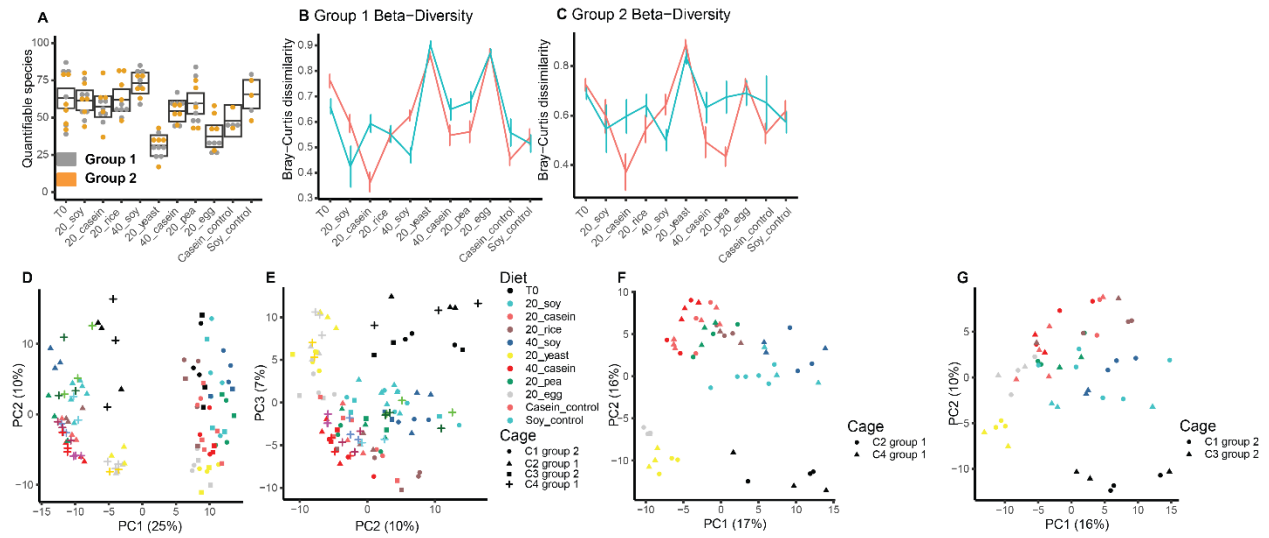 A
Quantifiable species
100
75
50
25
0
Group 1
Group 2
T0
20_soy
20_casein
20_rice
40_soy
20_yeast
40_casein
20_pea
20_egg
Casein_control
Soy_control
B Group 1 Beta−Diversity
Bray−Curtis dissimilarity
0.9
0.8
0.7
0.6
0.5
0.4
0.3
T0
20_soy
20_casein
20_rice
40_soy
20_yeast
40_casein
20_pea
20_egg
Casein_control
Soy_control
C Group 2 Beta−Diversity
Bray−Curtis dissimilarity
0.8
0.6
0.4
T0
20_soy
20_casein
20_rice
40_soy
20_yeast
40_casein
20_pea
20_egg
Casein_control
Soy_control
D
PC2 (10%)
10
0
−10
−15 −10 −5 0 5 10 15
PC1 (25%)
E
PC3 (7%)
10
5
0
−5
−10
−10 −5 0 5 10 15
PC2 (10%)
Diet
T0
20_soy
20_casein
20_rice
40_soy
20_yeast
40_casein
20_pea
20_egg
Casein_control
Soy_control
Cage
C1 group 2
C2 group 1
C3 group 2
C4 group 1
F
PC2 (16%)
10
5
0
−5
−10
−10 −5 0 5 10 15
PC1 (17%)
Cage
C2 group 1
C4 group 1
G
PC2 (10%)
5
0
−5
−10
−10 −5 0 5 10 15
PC1 (16%)
Cage
C1 group 2
C3 group 2